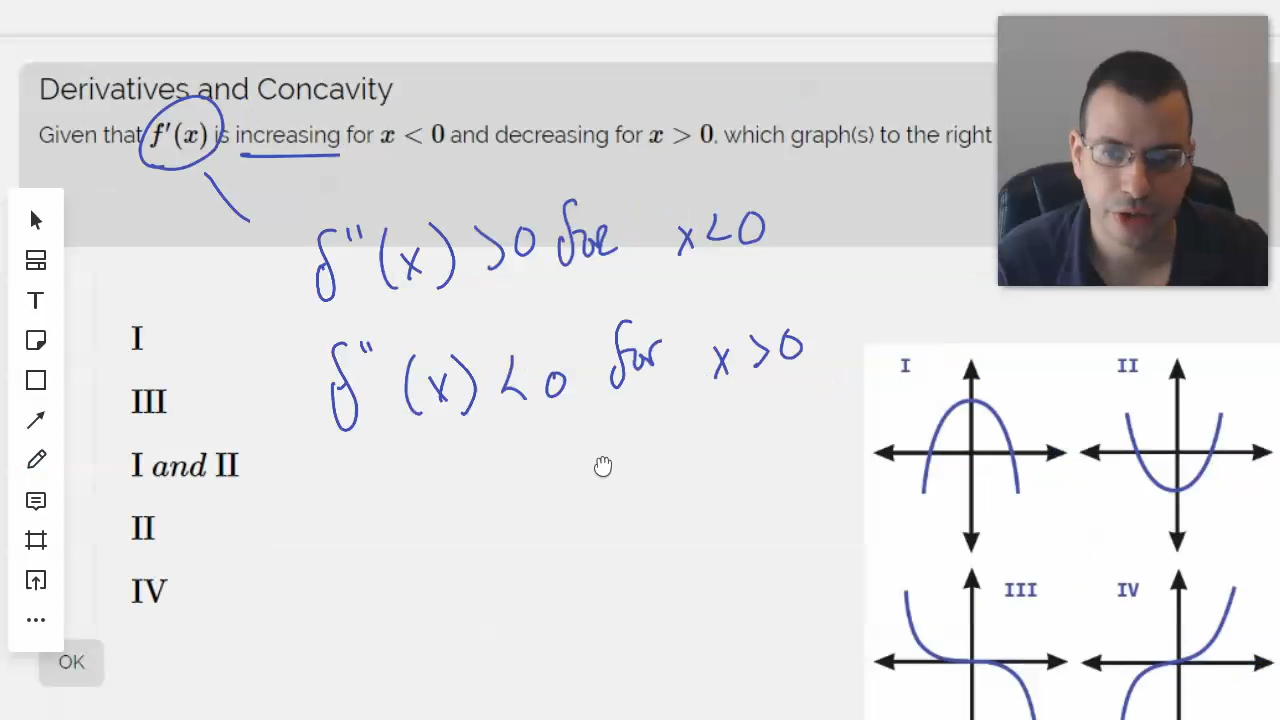 Derivatives and Concavity
Given that f'(x) is increasing for x < 0 and decreasing for x > 0, which graph(s) to the right
f''(x) > 0 for x < 0
f''(x) < 0 for x > 0
I
III
I and II
II
IV
OK
T
I
II
III
IV